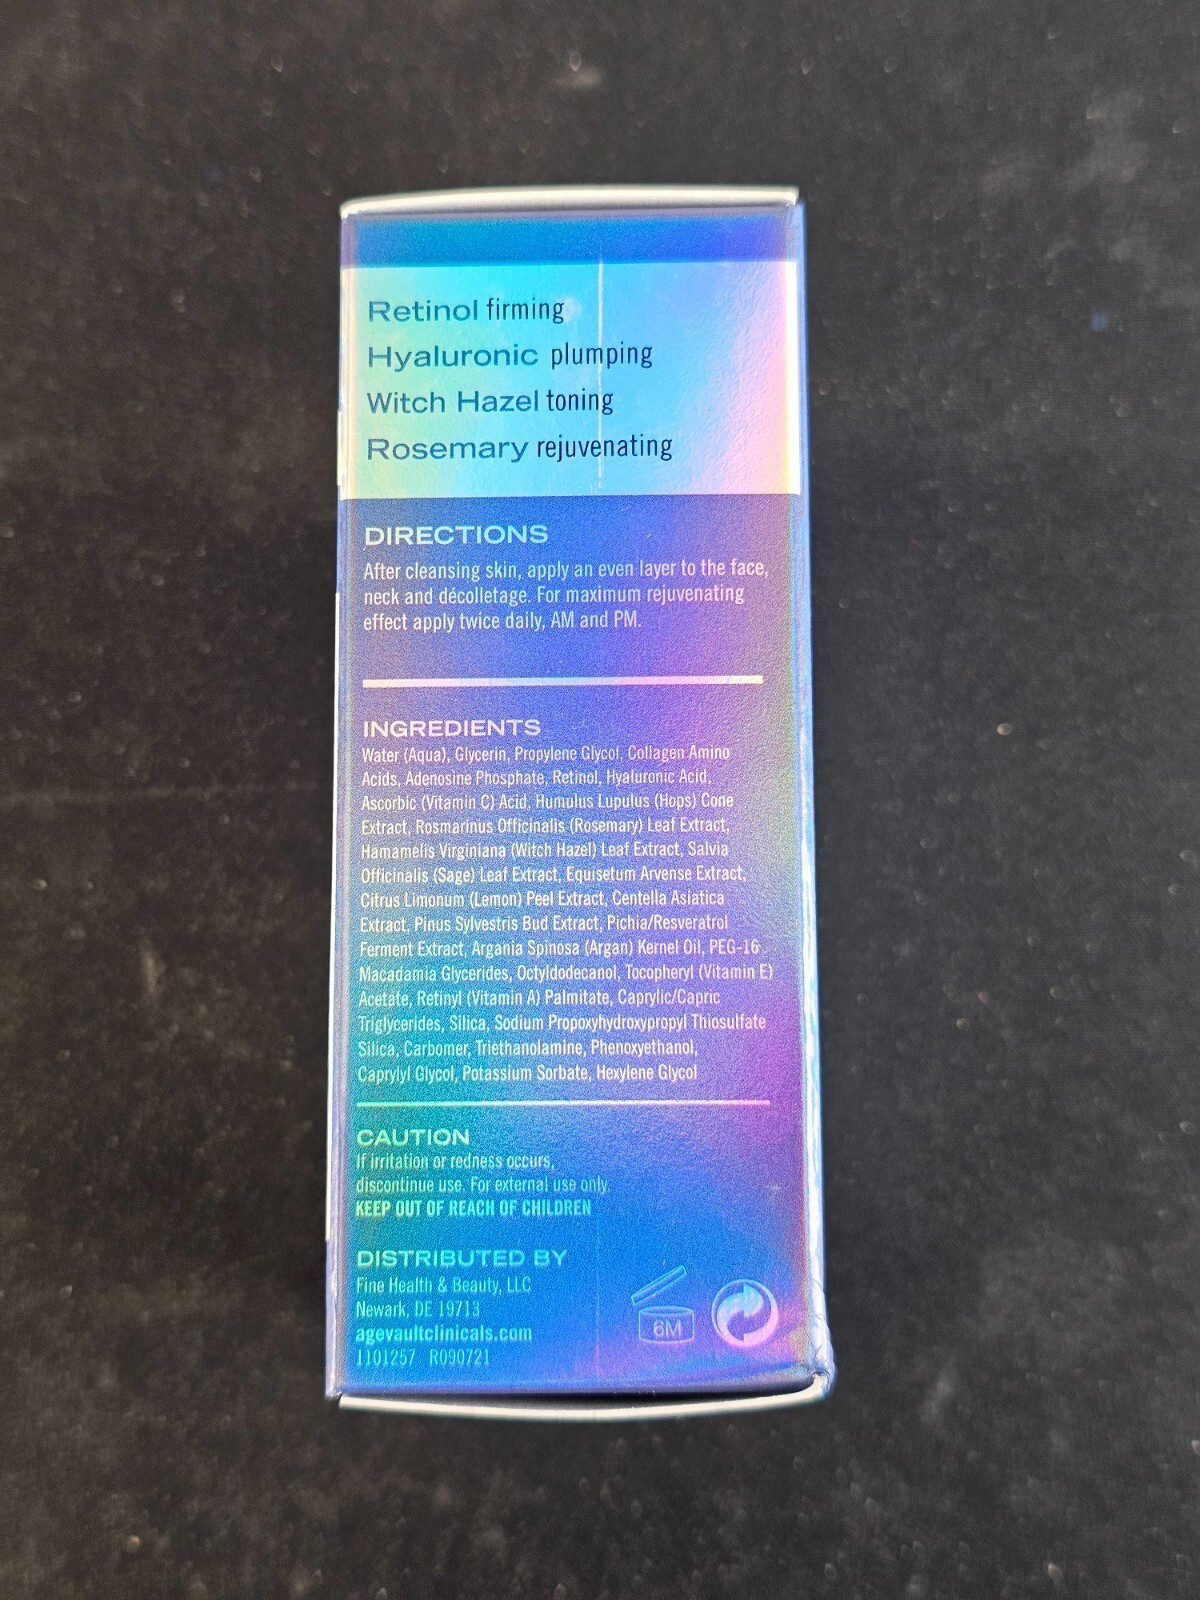 Retinol firming
Hyaluronic plumping
Witch Hazel toning
Rosemary rejuvenating
DIRECTIONS
After cleansing skin, apply an even layer to the face,
neck and décolletage. For maximum rejuvenating
effect apply twice daily, AM and PM.
INGREDIENTS
Water (Aqua), Glycerin, Propylene Glycol, Collagen Amino
Acids, Adenosine Phosphate, Retinol, Hyaluronic Acid,
Ascorbic (Vitamin C) Acid, Humulus Lupulus (Hops) Cone
Extract, Rosmarinus Officinalis (Rosemary) Leaf Extract,
Hamamelis Virginiana (Witch Hazel) Leaf Extract, Salvia
Officinalis (Sage) Leaf Extract, Equisetum Arvense Extract,
Citrus Limonum (Lemon) Peel Extract, Centella Asiatica
Extract, Pinus Sylvestris Bud Extract, Pichia/Resveratrol
Ferment Extract, Argania Spinosa (Argan) Kernel Oil, PEG-16
Macadamia Glycerides, Octyldodecanol, Tocopheryl (Vitamin E)
Acetate, Retinyl (Vitamin A) Palmitate, Caprylic/Capric
Triglycerides, Silica, Sodium Propoxyhydroxypropyl Thiosulfate
Silica, Carbomer, Triethanolamine, Phenoxyethanol,
Caprylyl Glycol, Potassium Sorbate, Hexylene Glycol
CAUTION
If irritation or redness occurs,
discontinue use. For external use only.
KEEP OUT OF REACH OF CHILDREN
DISTRIBUTED BY
Fine Health & Beauty, LLC
Newark, DE 19713
agevaultclinicals.com
1101257 R090721
6M